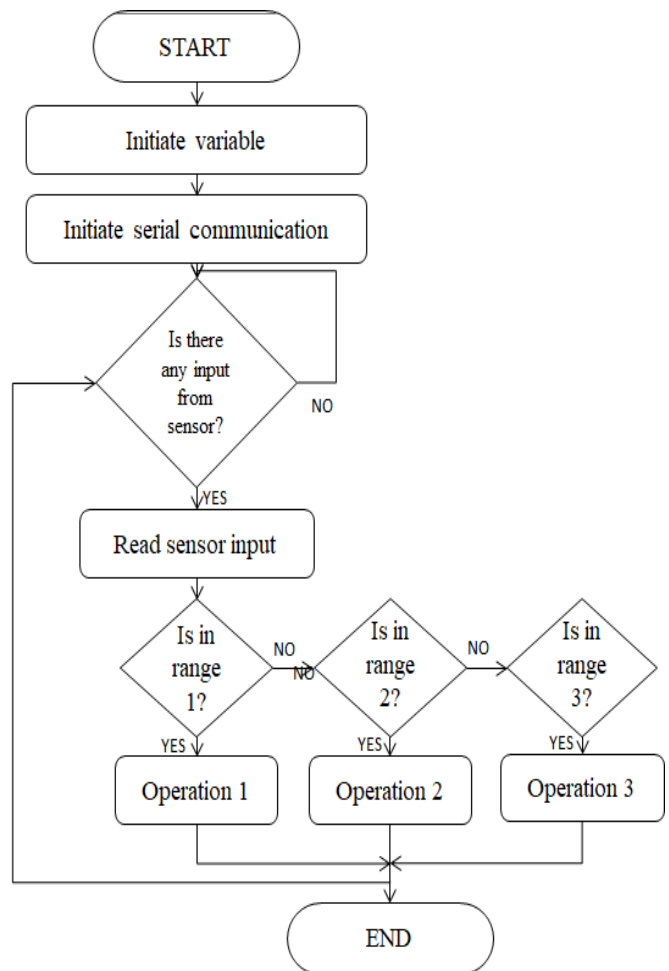 START
Initiate variable
Initiate serial communication
Is there
any input
from
sensor?
NO
YES
Read sensor input
Is in
range
1?
NO
NO
Is in
range
2?
NO
Is in
range
3?
YES
YES
YES
Operation 1
Operation 2
Operation 3
END